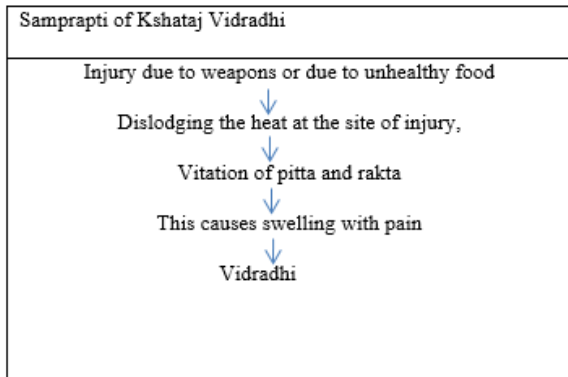 Samprapti of Kshataj Vidradhi
Injury due to weapons or due to unhealthy food
Dislodging the heat at the site of injury,
Vitation of pitta and rakta
This causes swelling with pain
Vidradhi